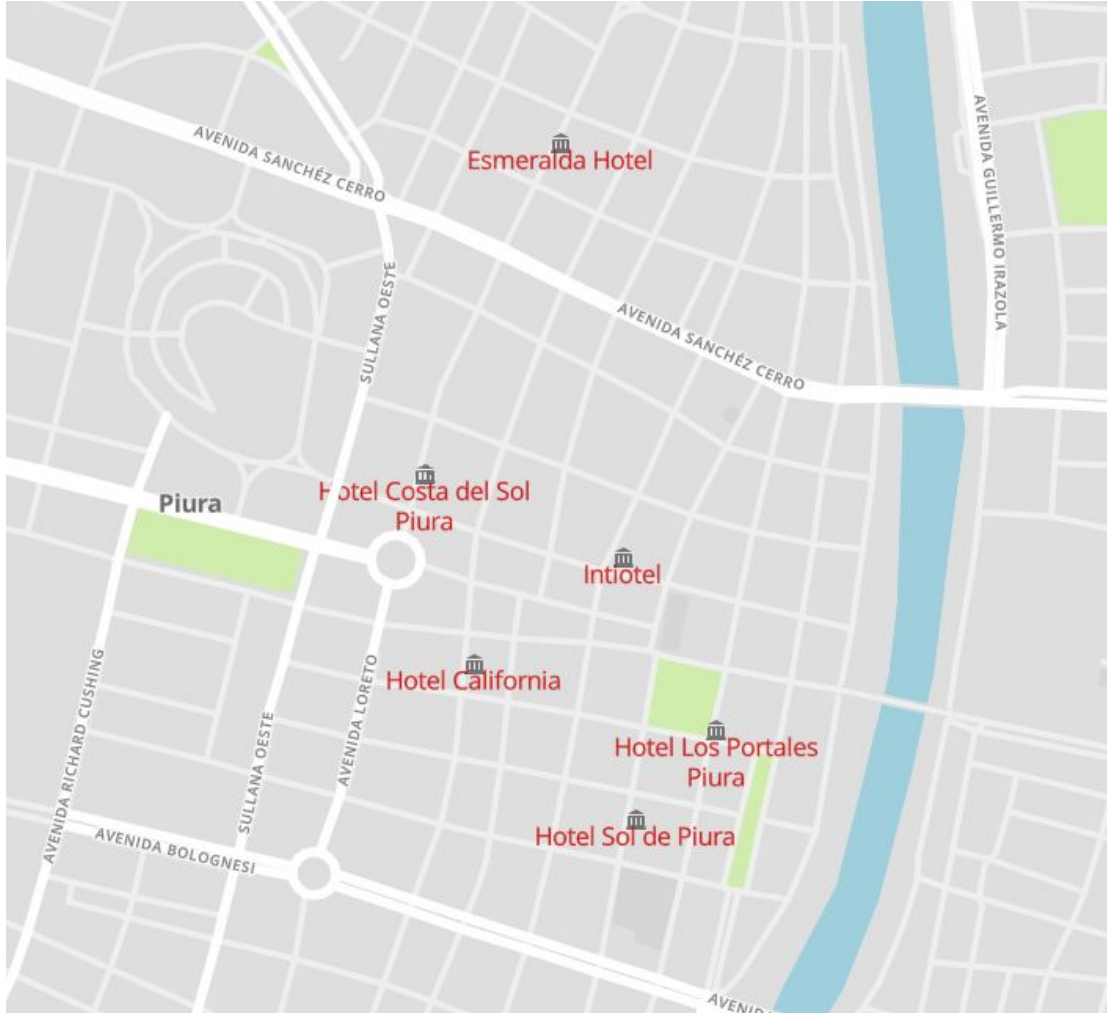 AVENIDA SANCHÉZ CERRO
AVENIDA GUILLERMO IRAZOLA
Esmeralda Hotel
SULLANA OESTE
AVENIDA SANCHÉZ CERRO
Hotel Costa del Sol
Piura
Piura
Intiotel
Hotel California
AVENIDA RICHARD CUSHING
AVENIDA LORETO
SULLANA OESTE
Hotel Los Portales
Piura
Hotel Sol de Piura
AVENIDA BOLOGNESI
AVENIDA